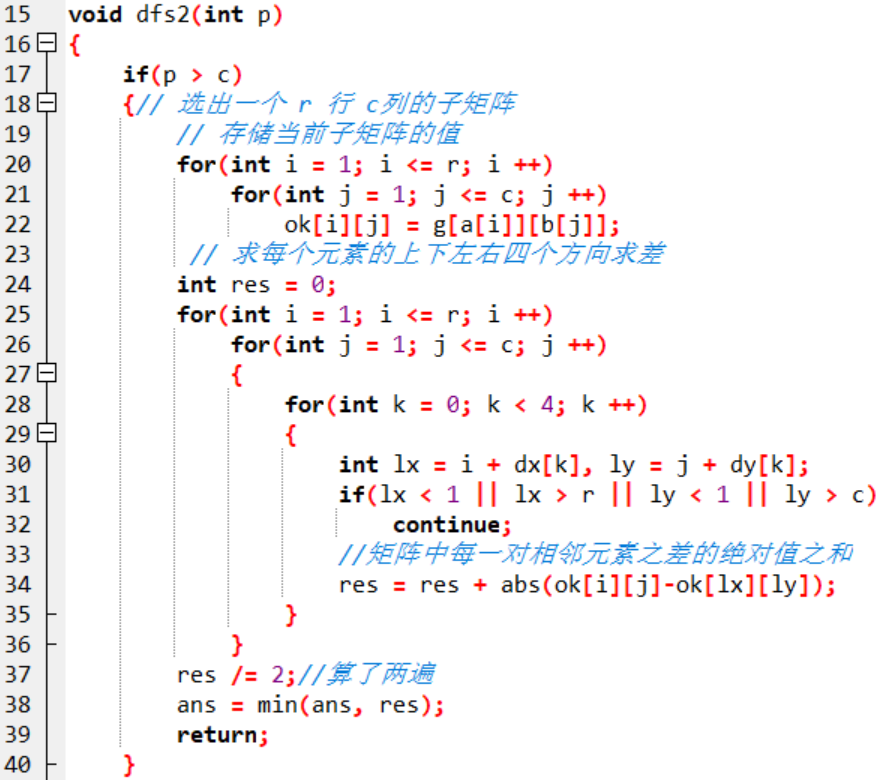 15 void dfs2(int p)
16 {
17     if(p > c)
18     {// 选出一个 r 行 c列的子矩阵
19         // 存储当前子矩阵的值
20         for(int i = 1; i <= r; i ++)
21             for(int j = 1; j <= c; j ++)
22                 ok[i][j] = g[a[i]][b[j]];
23          // 求每个元素的上下左右四个方向求差
24         int res = 0;
25         for(int i = 1; i <= r; i ++)
26             for(int j = 1; j <= c; j ++)
27             {
28                 for(int k = 0; k < 4; k ++)
29                 {
30                     int lx = i + dx[k], ly = j + dy[k];
31                     if(lx < 1 || lx > r || ly < 1 || ly > c)
32                         continue;
33                     //矩阵中每一对相邻元素之差的绝对值之和
34                     res = res + abs(ok[i][j]-ok[lx][ly]);
35                 }
36             }
37         res /= 2;//算了两遍
38         ans = min(ans, res);
39         return;
40     }